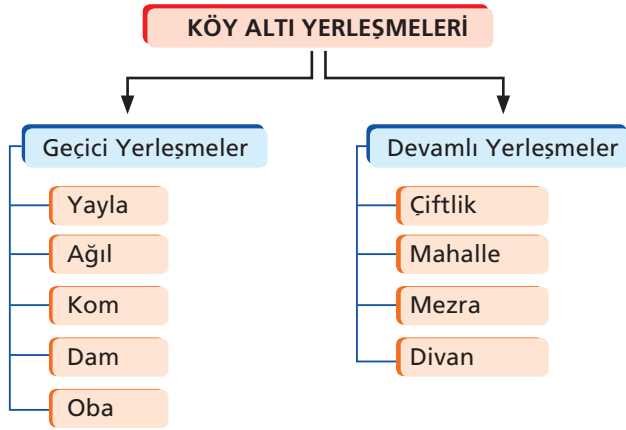 KÖY ALTI YERLEŞMELERİ
Geçici Yerleşmeler
Yayla
Ağıl
Kom
Dam
Oba
Devamlı Yerleşmeler
Çiftlik
Mahalle
Mezra
Divan